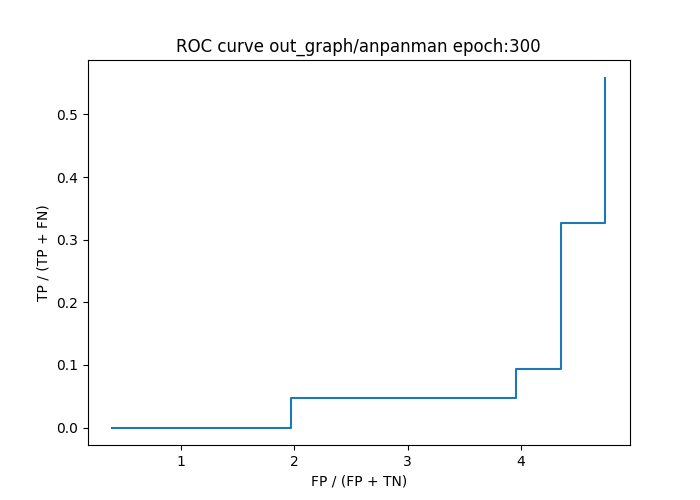 ROC curve out_graph/anpanman epoch:300
TP / (TP + FN)
0.5
0.4
0.3
0.2
0.1
0.0
1 2 3 4
FP / (FP + TN)